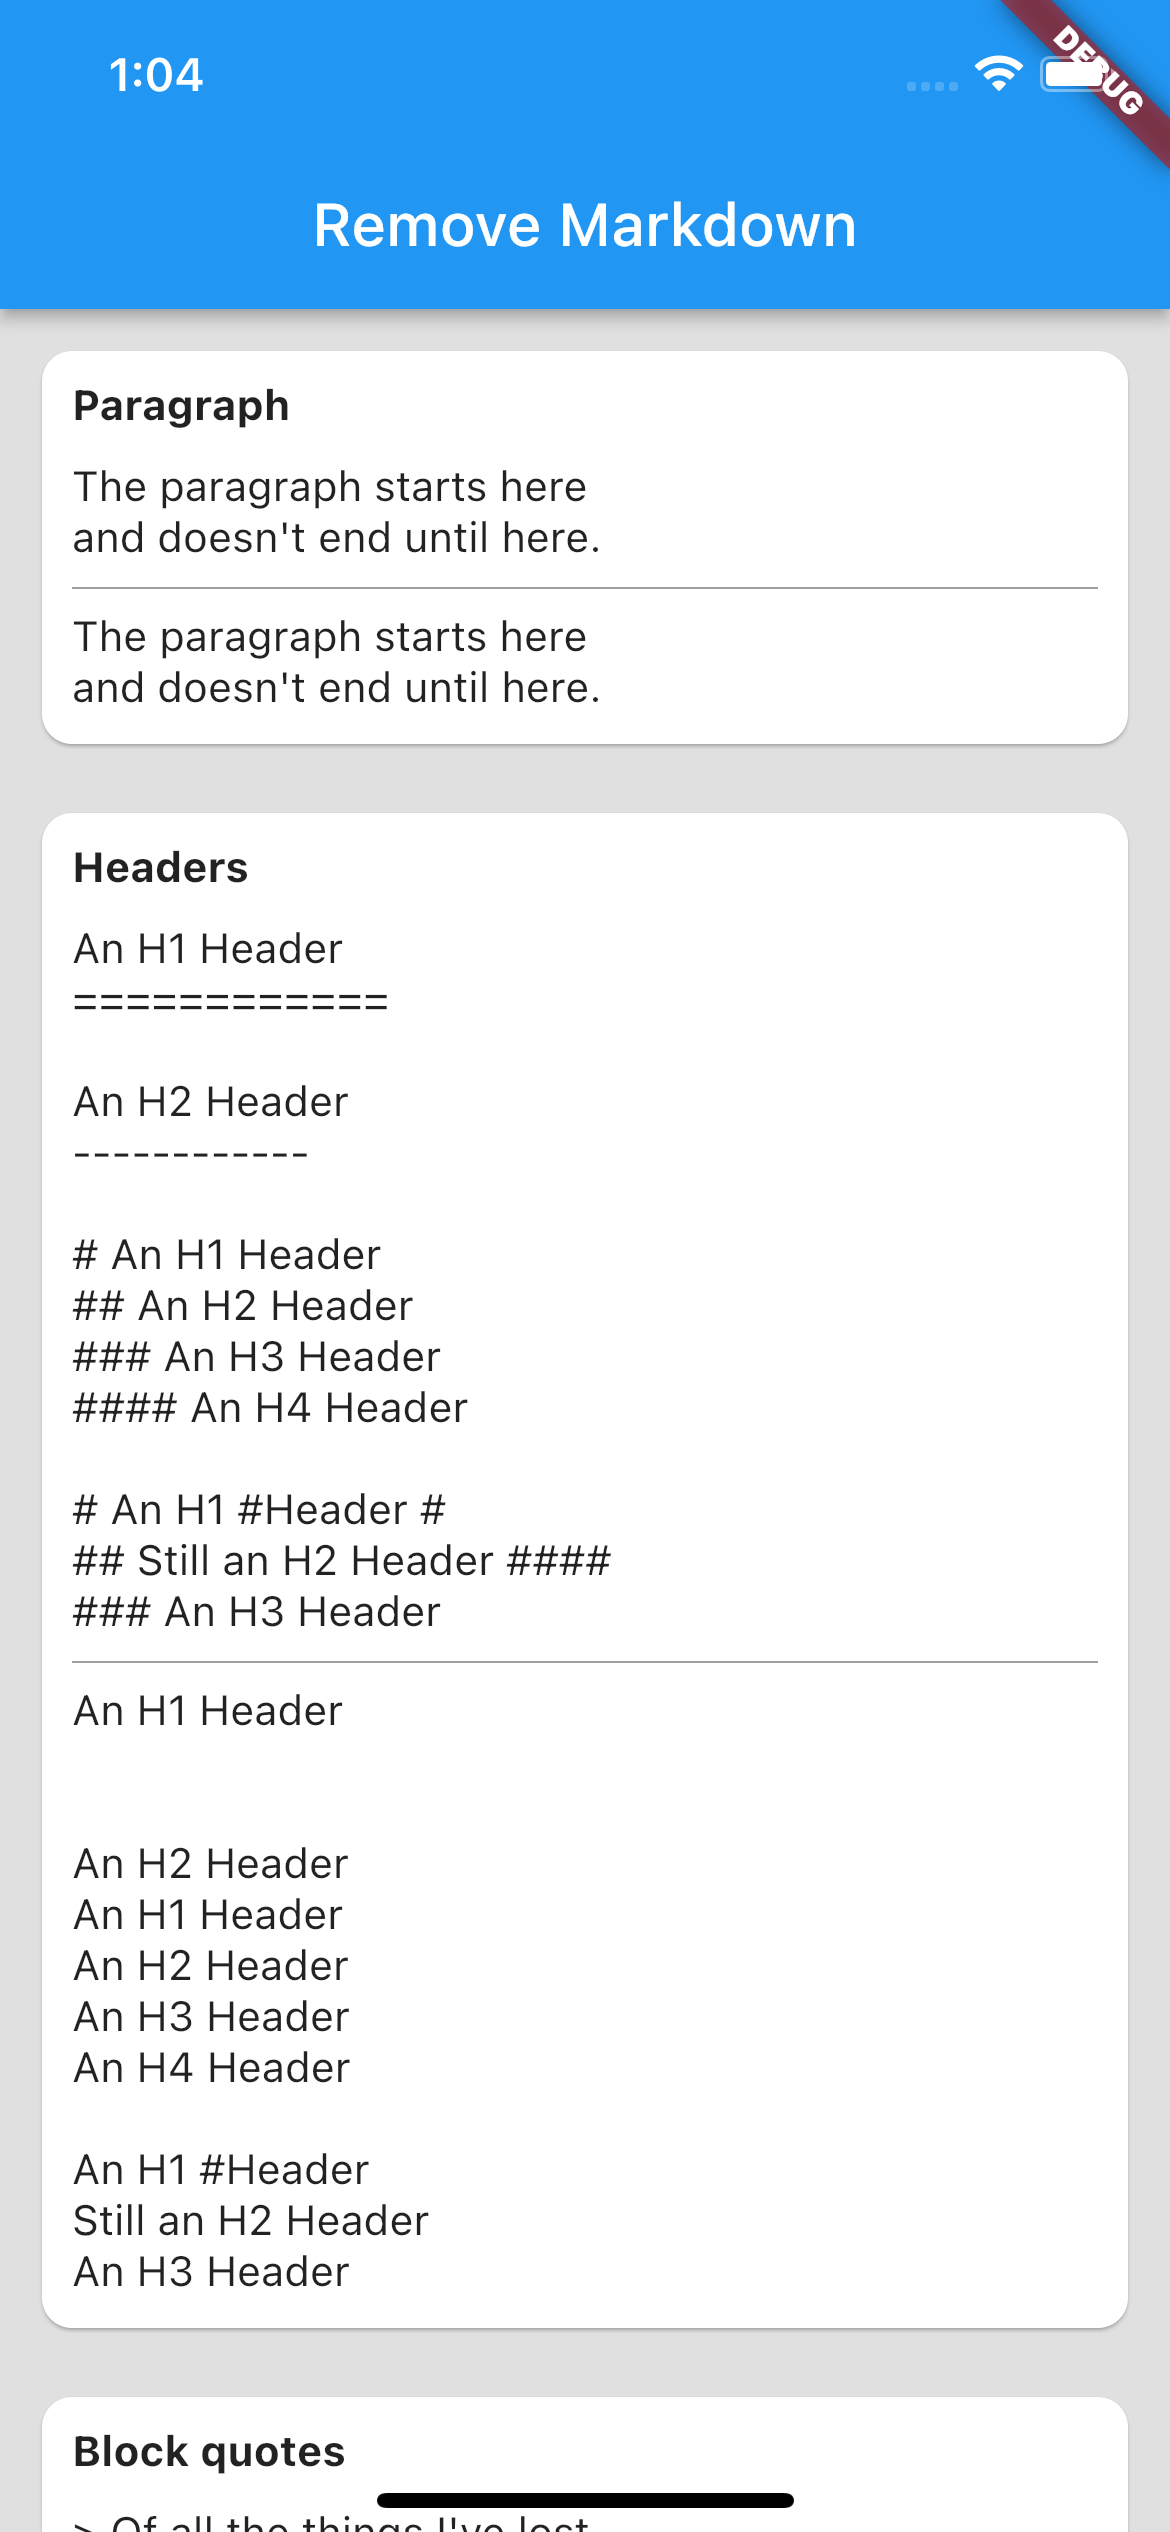 1:04
DEBUG
Remove Markdown
Paragraph
The paragraph starts here
and doesn't end until here.
The paragraph starts here
and doesn't end until here.
Headers
An H1 Header
============
An H2 Header
------------
# An H1 Header
## An H2 Header
### An H3 Header
#### An H4 Header
# An H1 #Header #
## Still an H2 Header ####
### An H3 Header
An H1 Header
An H2 Header
An H1 Header
An H2 Header
An H3 Header
An H4 Header
An H1 #Header
Still an H2 Header
An H3 Header
Block quotes
> Of all the things I've lost